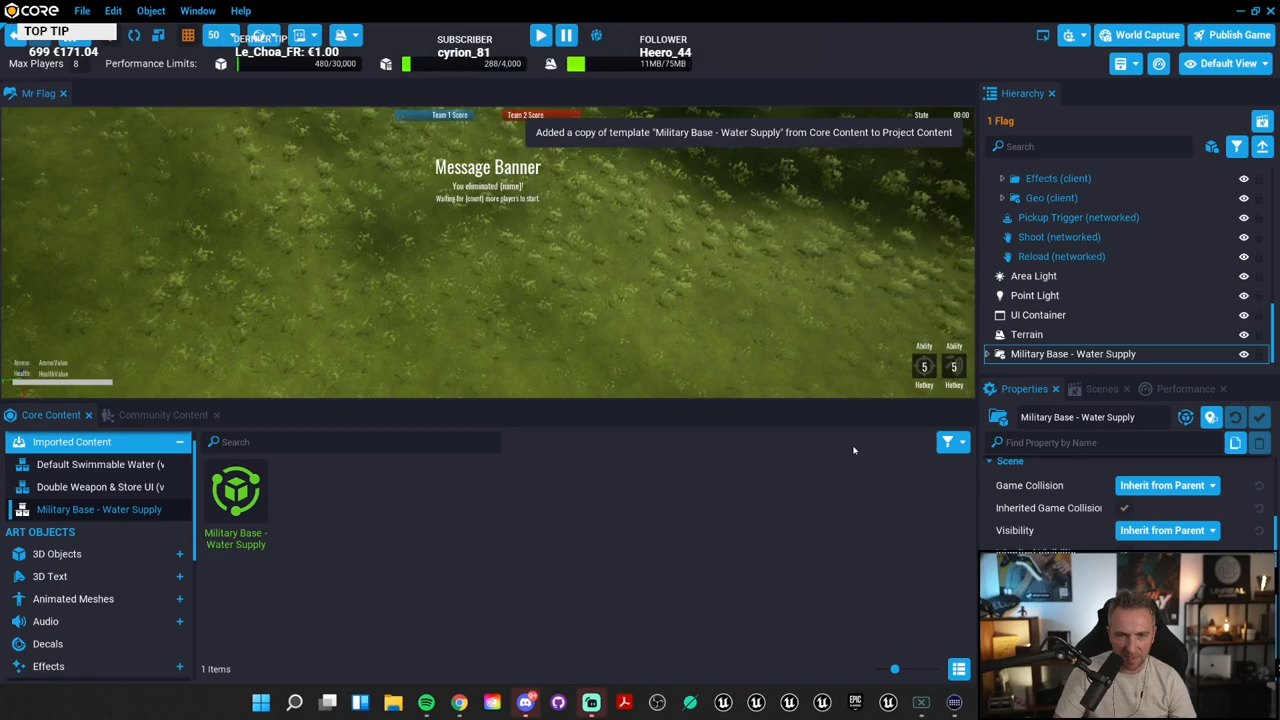 CORE File Edit Object Window Help
TOP TIP
699 €171.04
50
Le_Choa_FR: €1.00
SUBSCRIBER
cyrion_81
FOLLOWER
Heero_44
World Capture
Publish Game
Max Players 8
Performance Limits:
480/30,000
288/4,000
11MB/75MB
Default View
Mr Flag
Team 1 Score
Team 2 Score
State 00:00
Added a copy of template "Military Base - Water Supply" from Core Content to Project Content
Message Banner
You eliminated {name}!
Waiting for {count} more players to start.
Ammo: AmmoValue
Health: HealthValue
Ability Ability
5 5
Hotkey Hotkey
Hierarchy
1 Flag
Search
Effects (client)
Geo (client)
Pickup Trigger (networked)
Shoot (networked)
Reload (networked)
Area Light
Point Light
UI Container
Terrain
Military Base - Water Supply
Properties
Scenes
Performance
Military Base - Water Supply
Find Property by Name
Scene
Game Collision Inherit from Parent
Inherited Game Collision
Visibility Inherit from Parent
Core Content
Community Content
Imported Content
Default Swimmable Water (v
Double Weapon & Store UI (v
Military Base - Water Supply
ART OBJECTS
3D Objects
3D Text
Animated Meshes
Audio
Decals
Effects
Search
Military Base -
Water Supply
1 Items